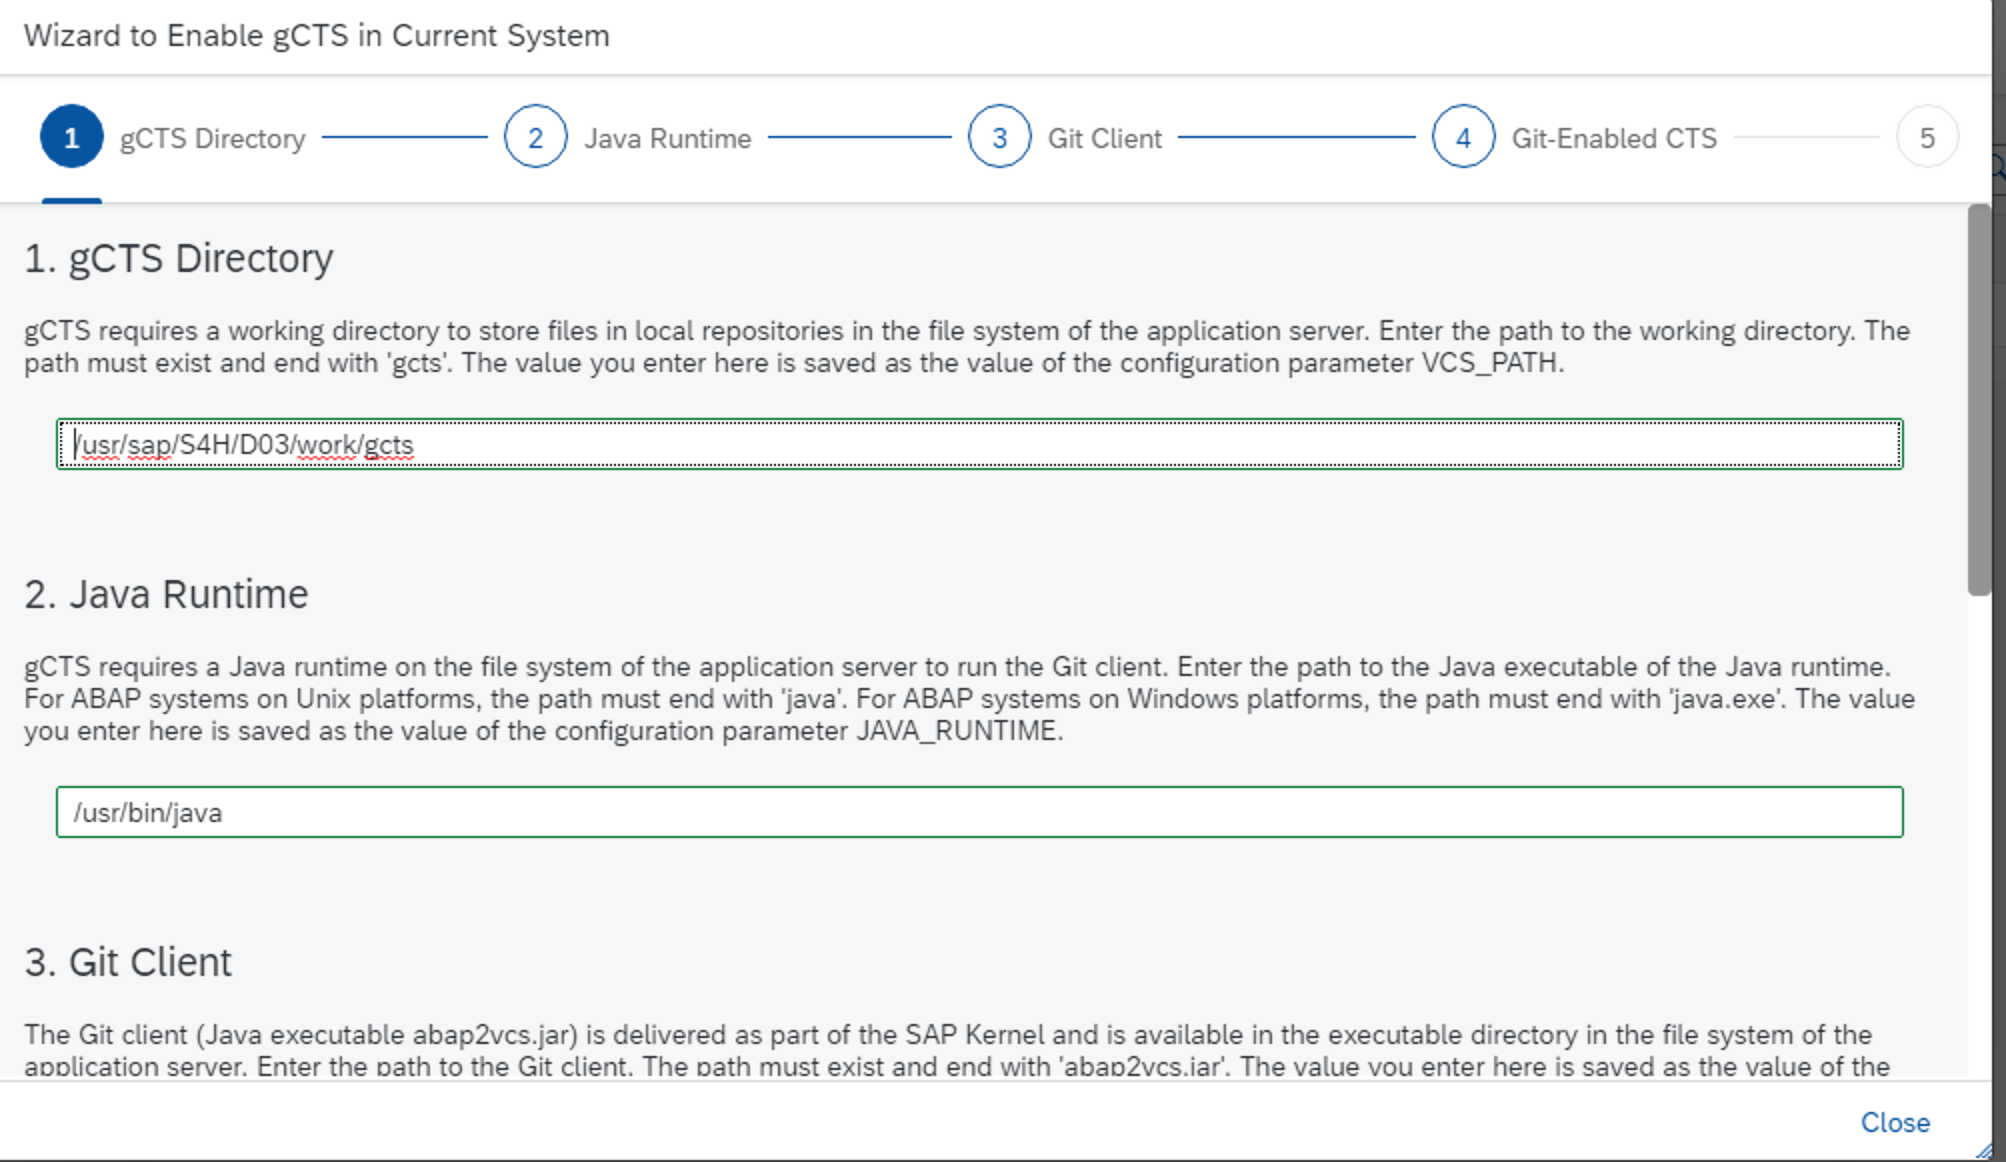 Wizard to Enable gCTS in Current System
1 gCTS Directory 2 Java Runtime 3 Git Client 4 Git-Enabled CTS 5
1. gCTS Directory
gCTS requires a working directory to store files in local repositories in the file system of the application server. Enter the path to the working directory. The
path must exist and end with 'gcts'. The value you enter here is saved as the value of the configuration parameter VCS_PATH.
/usr/sap/S4H/D03/work/gcts
2. Java Runtime
gCTS requires a Java runtime on the file system of the application server to run the Git client. Enter the path to the Java executable of the Java runtime.
For ABAP systems on Unix platforms, the path must end with 'java'. For ABAP systems on Windows platforms, the path must end with 'java.exe'. The value
you enter here is saved as the value of the configuration parameter JAVA_RUNTIME.
/usr/bin/java
3. Git Client
The Git client (Java executable abap2vcs.jar) is delivered as part of the SAP Kernel and is available in the executable directory in the file system of the
application server. Enter the path to the Git client. The path must exist and end with 'abap2vcs.jar'. The value you enter here is saved as the value of the
Close